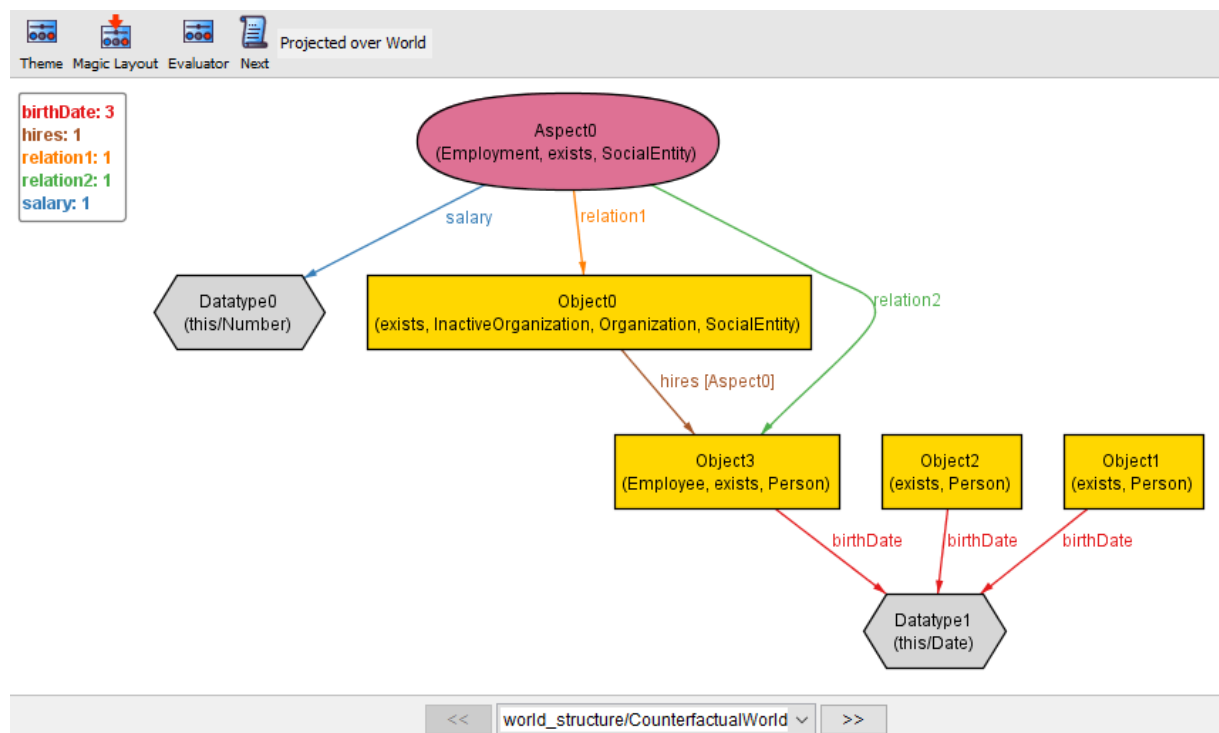 Theme Magic Layout Evaluator Next Projected over World
birthDate: 3
hires: 1
relation1: 1
relation2: 1
salary: 1
Aspect0
(Employment, exists, SocialEntity)
salary
relation1
relation2
Datatype0
(this/Number)
Object0
(exists, InactiveOrganization, Organization, SocialEntity)
hires [Aspect0]
Object3
(Employee, exists, Person)
Object2
(exists, Person)
Object1
(exists, Person)
birthDate
birthDate
birthDate
Datatype1
(this/Date)
<< world_structure/CounterfactualWorld >>